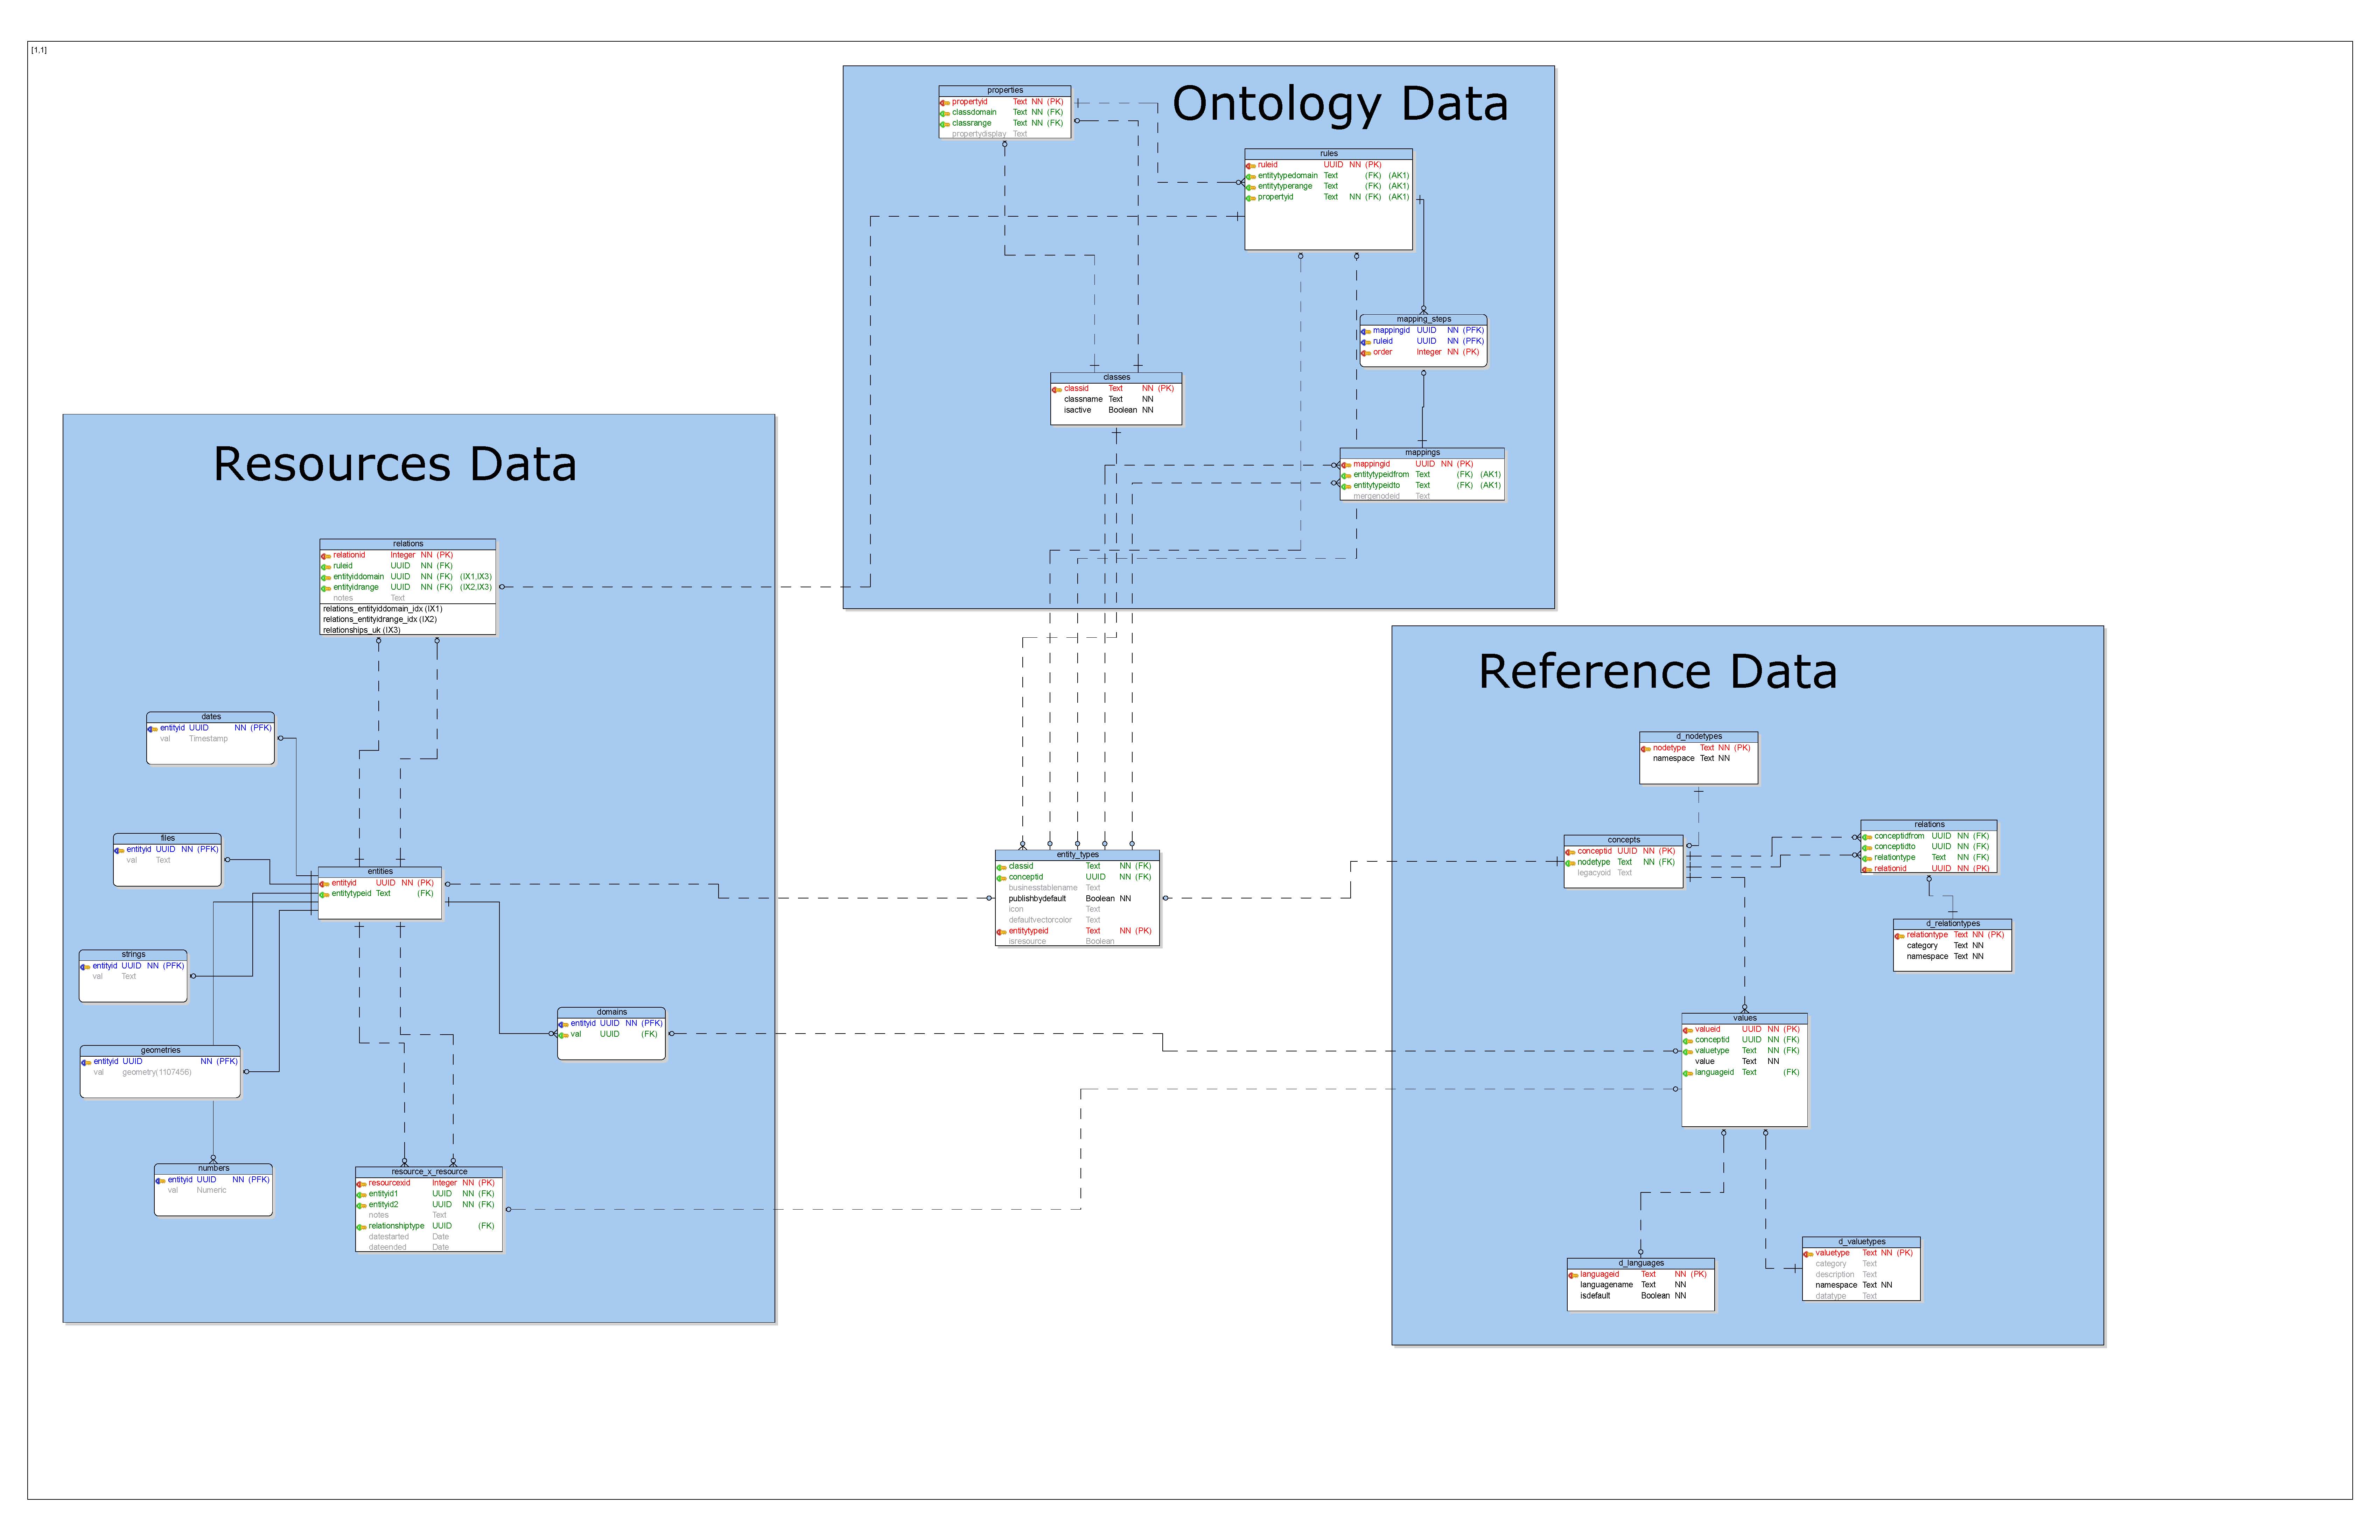 [1,1]
Ontology Data
properties
propertyid Text NN (PK)
classdomain Text NN (FK)
classrange Text NN (FK)
propertydisplay Text
rules
ruleid UUID NN (PK)
entitytypedomain Text (FK) (AK1)
entitytyperange Text (FK) (AK1)
propertyid Text NN (FK) (AK1)
mapping_steps
mappingid UUID NN (PFK)
ruleid UUID NN (PFK)
order Integer NN (PK)
classes
classid Text NN (PK)
classname Text NN
isactive Boolean NN
mappings
mappingid UUID NN (PK)
entitytypeidfrom Text (FK) (AK1)
entitytypeidto Text (FK) (AK1)
mergenodeid Text
Resources Data
relations
relationid Integer NN (PK)
ruleid UUID NN (FK)
entityiddomain UUID NN (FK) (IX1,IX3)
entityidrange UUID NN (FK) (IX2,IX3)
notes Text
relations_entityiddomain_idx (IX1)
relations_entityidrange_idx (IX2)
relationships_uk (IX3)
dates
entityid UUID NN (PFK)
val Timestamp
files
entityid UUID NN (PFK)
val Text
entities
entityid UUID NN (PK)
entitytypeid Text (FK)
strings
entityid UUID NN (PFK)
val Text
domains
entityid UUID NN (PFK)
val UUID (FK)
geometries
entityid UUID NN (PFK)
val geometry(1107456)
numbers
entityid UUID NN (PFK)
val Numeric
resource_x_resource
resourcexid Integer NN (PK)
entityid1 UUID NN (FK)
entityid2 UUID NN (FK)
notes Text
relationshiptype UUID (FK)
datestarted Date
dateended Date
entity_types
classid Text NN (FK)
conceptid UUID NN (FK)
businesstablename Text
publishbydefault Boolean NN
icon Text
defaultvectorcolor Text
entitytypeid Text NN (PK)
isresource Boolean
Reference Data
d_nodetypes
nodetype Text NN (PK)
namespace Text NN
concepts
conceptid UUID NN (PK)
nodetype Text NN (FK)
legacyoid Text
relations
conceptidfrom UUID NN (FK)
conceptidto UUID NN (FK)
relationtype Text NN (FK)
relationid UUID NN (PK)
d_relationtypes
relationtype Text NN (PK)
category Text NN
namespace Text NN
values
valueid UUID NN (PK)
conceptid UUID NN (FK)
valuetype Text NN (FK)
value Text NN
languageid Text (FK)
d_languages
languageid Text NN (PK)
languagename Text NN
isdefault Boolean NN
d_valuetypes
valuetype Text NN (PK)
category Text
description Text
namespace Text NN
datatype Text